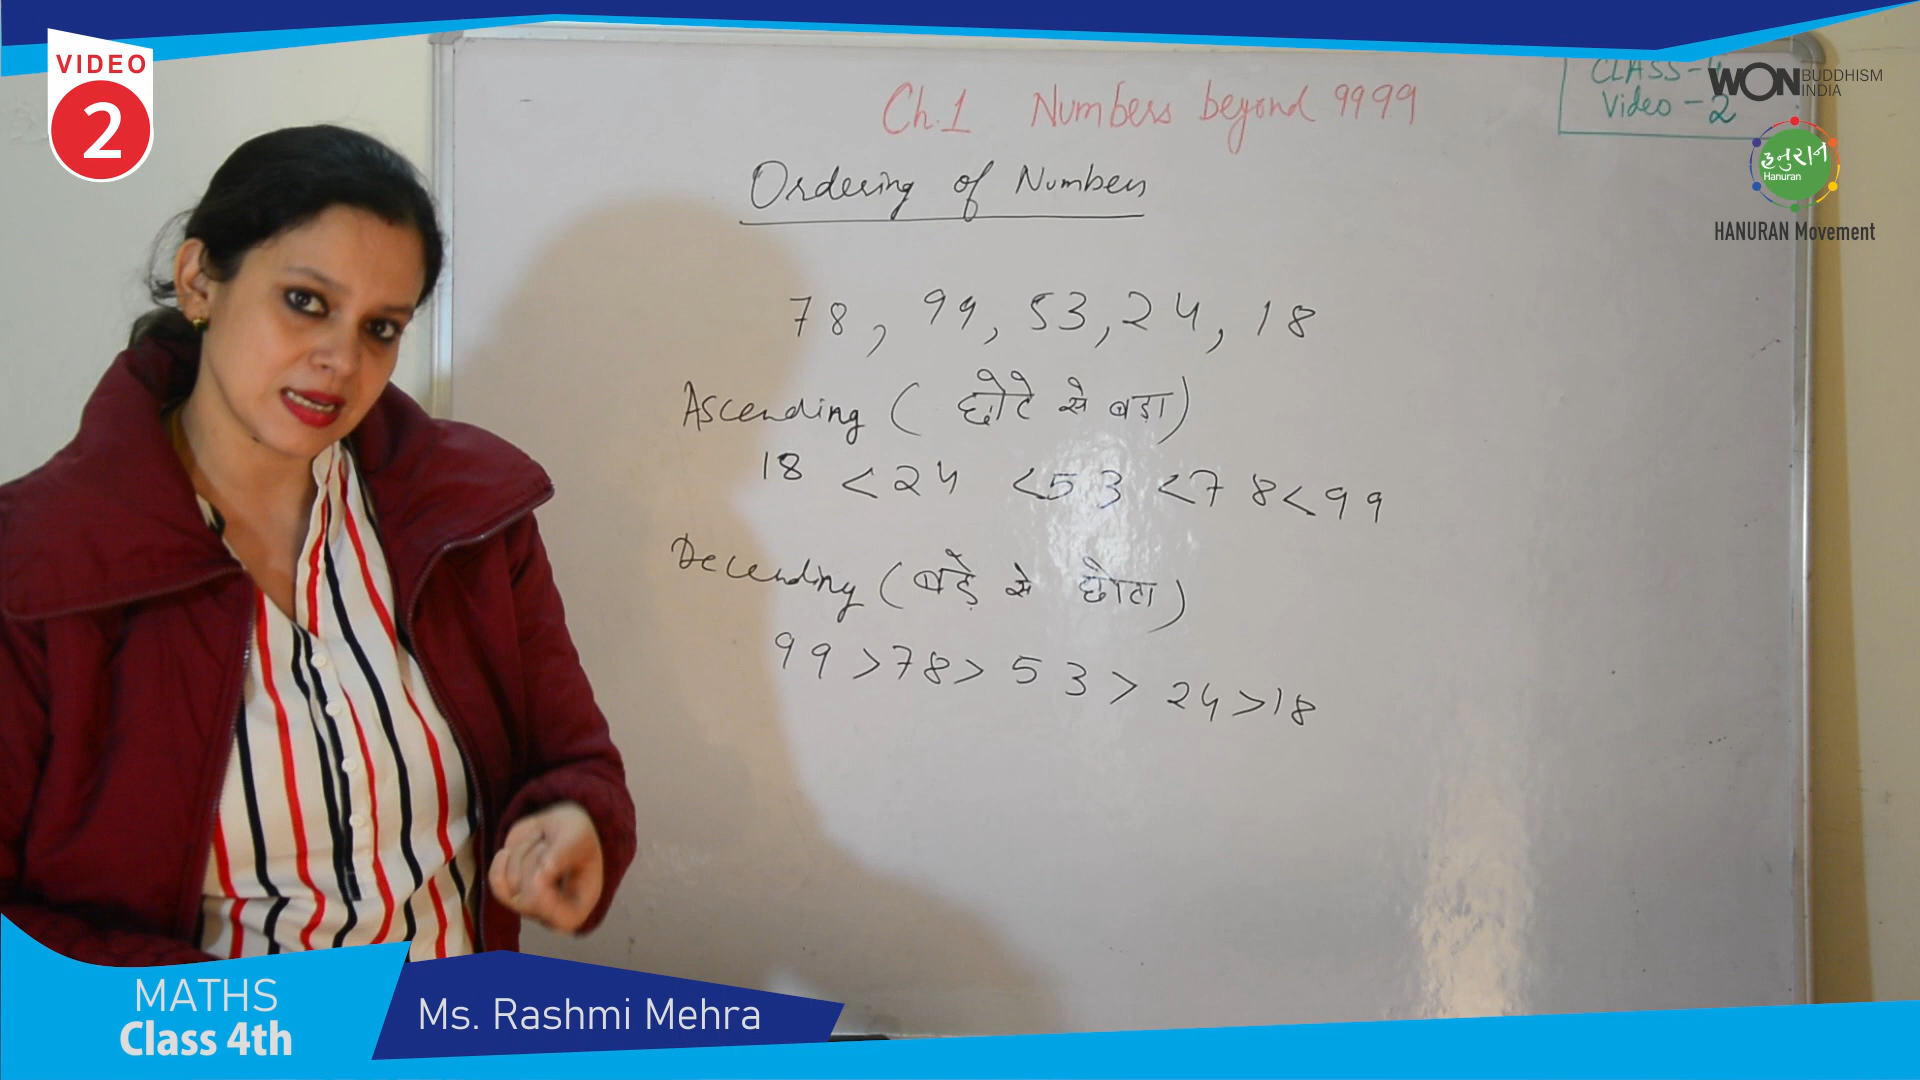 VIDEO
2
CLASS-4
Video-2
WON BUDDHISM INDIA
हनुरान
Hanuran
HANURAN Movement
Ch.1 Numbers beyond 9999
Ordering of Numbers
78, 99, 53, 24, 18
Ascending (छोटे से बड़ा)
18 < 24 < 53 < 78 < 99
Decending (बड़े से छोटा)
99 > 78 > 53 > 24 > 18
MATHS
Class 4th
Ms. Rashmi Mehra